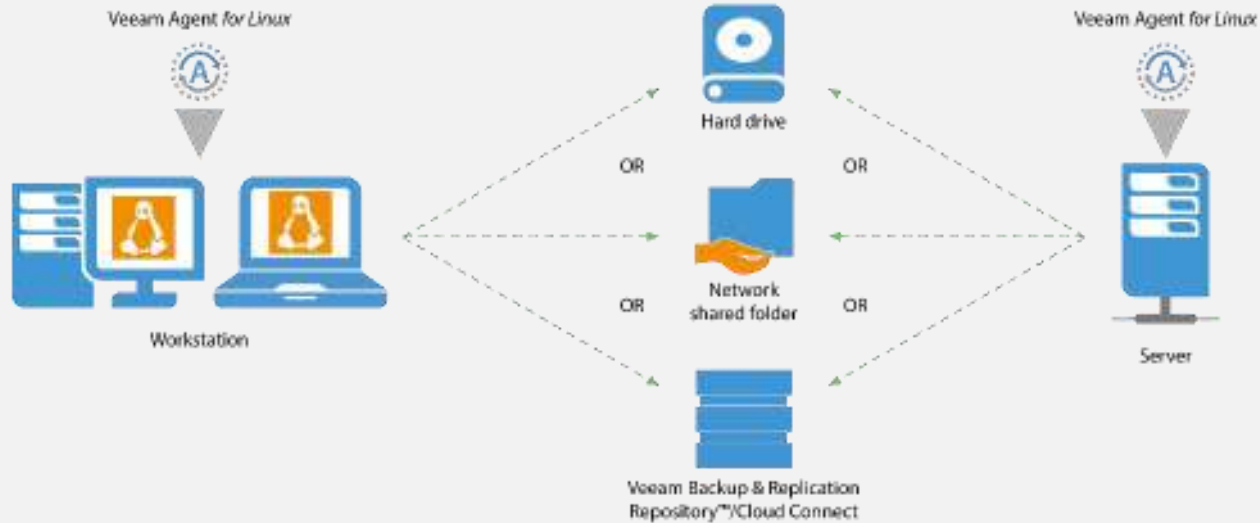 Veeam Agent for Linux
Veeam Agent for Linux
A
A
Hard drive
OR
OR
Network
shared folder
OR
OR
Workstation
Server
Veeam Backup & Replication
Repository™/Cloud Connect